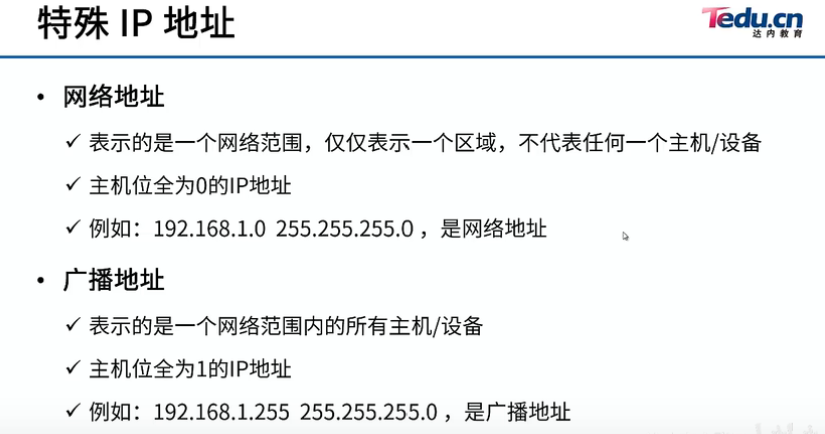 特殊 IP 地址
Tedu.cn
达内教育
• 网络地址
✓ 表示的是一个网络范围，仅仅表示一个区域，不代表任何一个主机/设备
✓ 主机位全为0的IP地址
✓ 例如：192.168.1.0 255.255.255.0 ，是网络地址
• 广播地址
✓ 表示的是一个网络范围内的所有主机/设备
✓ 主机位全为1的IP地址
✓ 例如：192.168.1.255 255.255.255.0 ，是广播地址